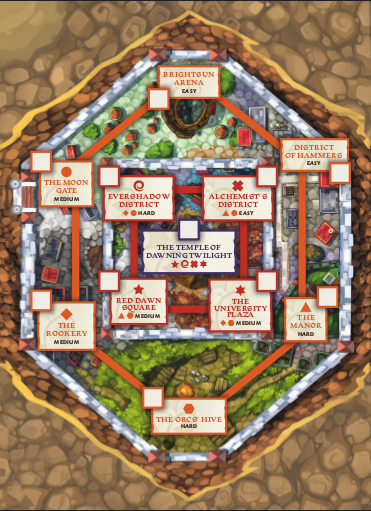 BRIGHTSUN
ARENA
EASY
DISTRICT
OF HAMMERS
EASY
THE MOON
GATE
MEDIUM
EVERSHADOW
DISTRICT
HARD
ALCHEMIST'S
DISTRICT
EASY
THE TEMPLE OF
DAWNING TWILIGHT
RED DAWN
SQUARE
MEDIUM
THE
UNIVERSITY
PLAZA
MEDIUM
THE
ROOKERY
MEDIUM
THE
MANOR
HARD
THE ORCS' HIVE
HARD